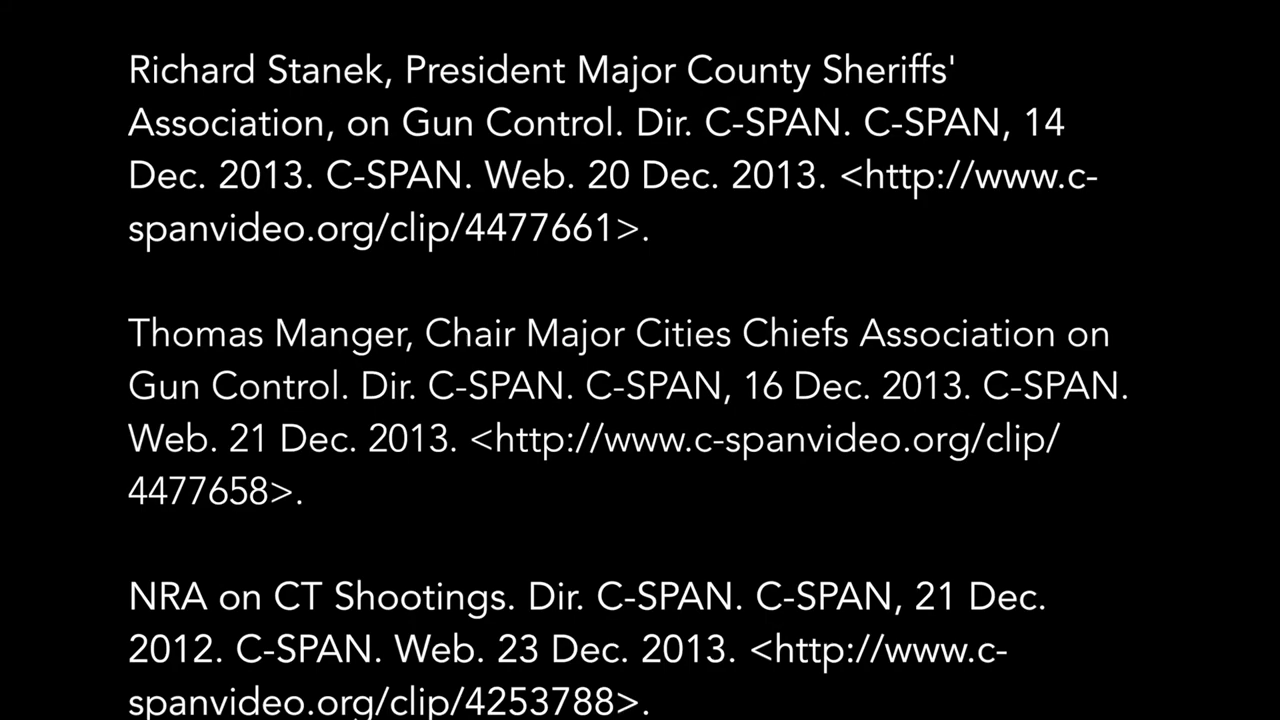 Richard Stanek, President Major County Sheriffs'
Association, on Gun Control. Dir. C-SPAN. C-SPAN, 14
Dec. 2013. C-SPAN. Web. 20 Dec. 2013. <http://www.c-
spanvideo.org/clip/4477661>.
Thomas Manger, Chair Major Cities Chiefs Association on
Gun Control. Dir. C-SPAN. C-SPAN, 16 Dec. 2013. C-SPAN.
Web. 21 Dec. 2013. <http://www.c-spanvideo.org/clip/
4477658>.
NRA on CT Shootings. Dir. C-SPAN. C-SPAN, 21 Dec.
2012. C-SPAN. Web. 23 Dec. 2013. <http://www.c-
spanvideo.org/clip/4253788>.